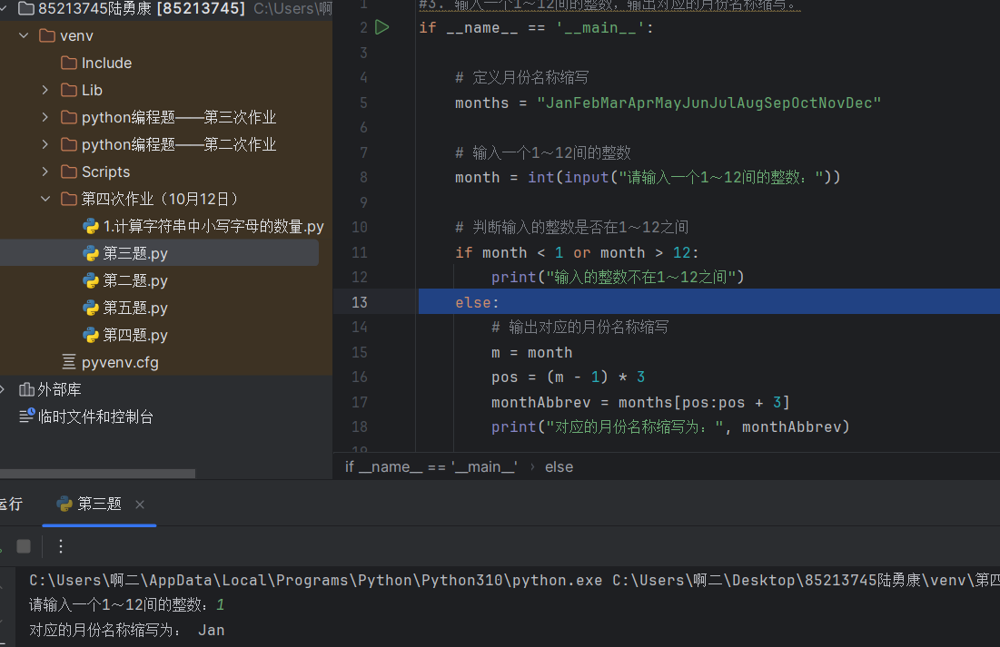 85213745陆勇康 [85213745] C:\Users\啊
venv
Include
Lib
python编程题——第三次作业
python编程题——第二次作业
Scripts
第四次作业（10月12日）
1.计算字符串中小写字母的数量.py
第三题.py
第二题.py
第五题.py
第四题.py
pyvenv.cfg
外部库
临时文件和控制台
1 #3. 输入一个1～12间的整数，输出对应的月份名称缩写。
2 if __name__ == '__main__':
3
4 # 定义月份名称缩写
5 months = "JanFebMarAprMayJunJulAugSepOctNovDec"
6
7 # 输入一个1～12间的整数
8 month = int(input("请输入一个1～12间的整数："))
9
10 # 判断输入的整数是否在1～12之间
11 if month < 1 or month > 12:
12 print("输入的整数不在1～12之间")
13 else:
14 # 输出对应的月份名称缩写
15 m = month
16 pos = (m - 1) * 3
17 monthAbbrev = months[pos:pos + 3]
18 print("对应的月份名称缩写为：", monthAbbrev)
19
if __name__ == '__main__' › else
运行 第三题 ×
C:\Users\啊二\AppData\Local\Programs\Python\Python310\python.exe C:\Users\啊二\Desktop\85213745陆勇康\venv\第四
请输入一个1～12间的整数：1
对应的月份名称缩写为： Jan